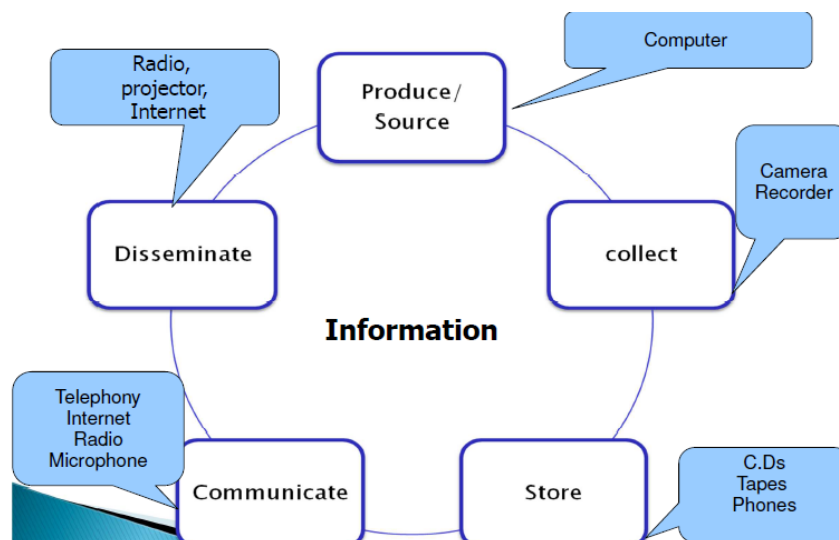 Computer
Radio,
projector,
Internet
Produce/
Source
Camera
Recorder
Disseminate
collect
Information
Telephony
Internet
Radio
Microphone
Communicate
Store
C.Ds
Tapes
Phones